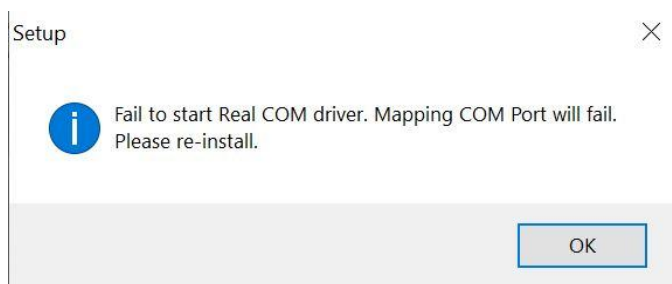 Setup
Fail to start Real COM driver. Mapping COM Port will fail.
Please re-install.
OK